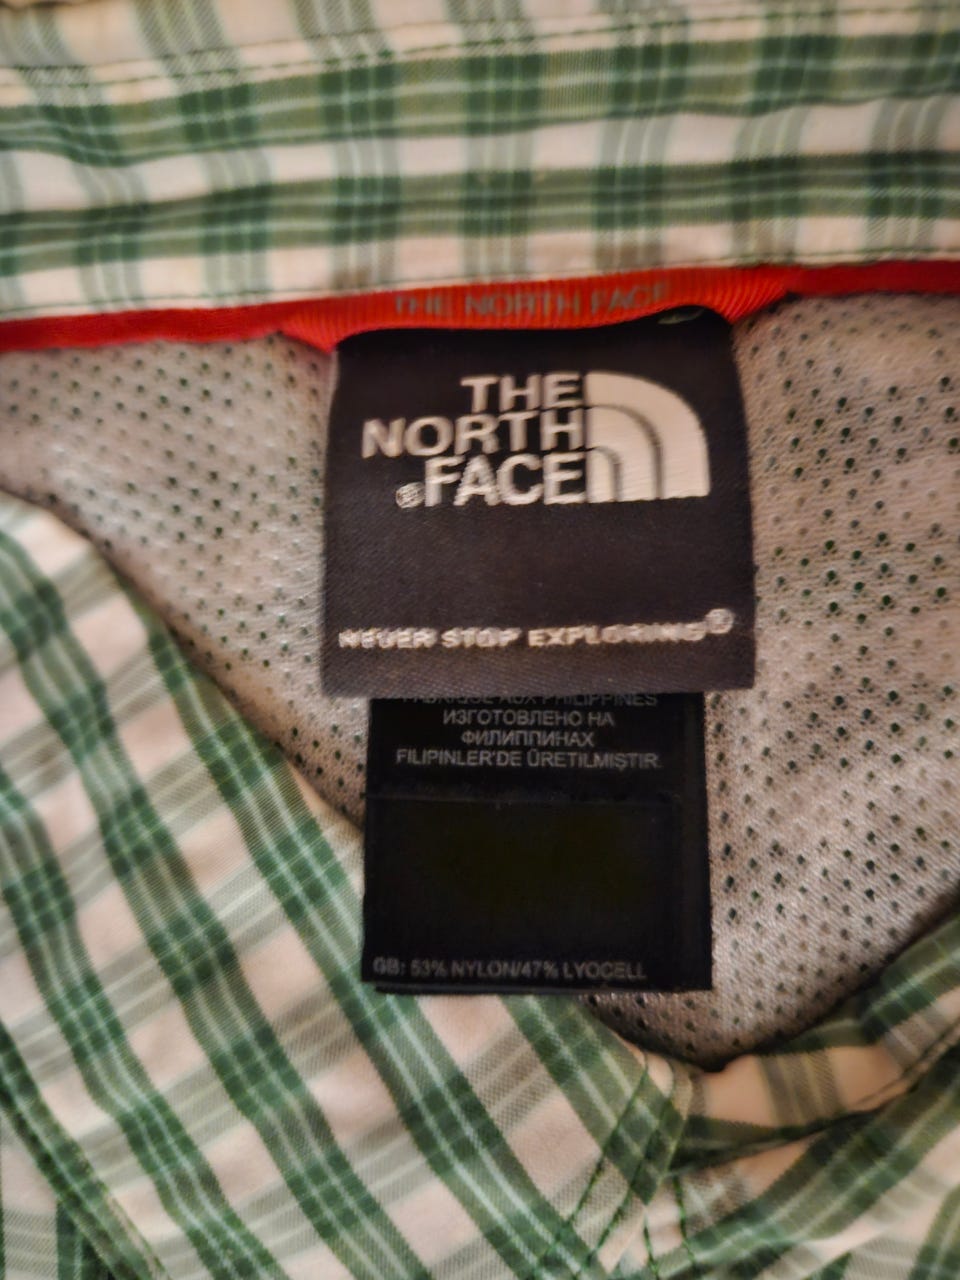 THE NORTH FACE
THE
NORTH
®FACE
NEVER STOP EXPLORING®
FABRIQUÉ AUX PHILIPPINES
ИЗГОТОВЛЕНО НА
ФИЛИППИНАХ
FILIPINLER'DE ÜRETILMIŞTIR.
GB: 53% NYLON/47% LYOCELL